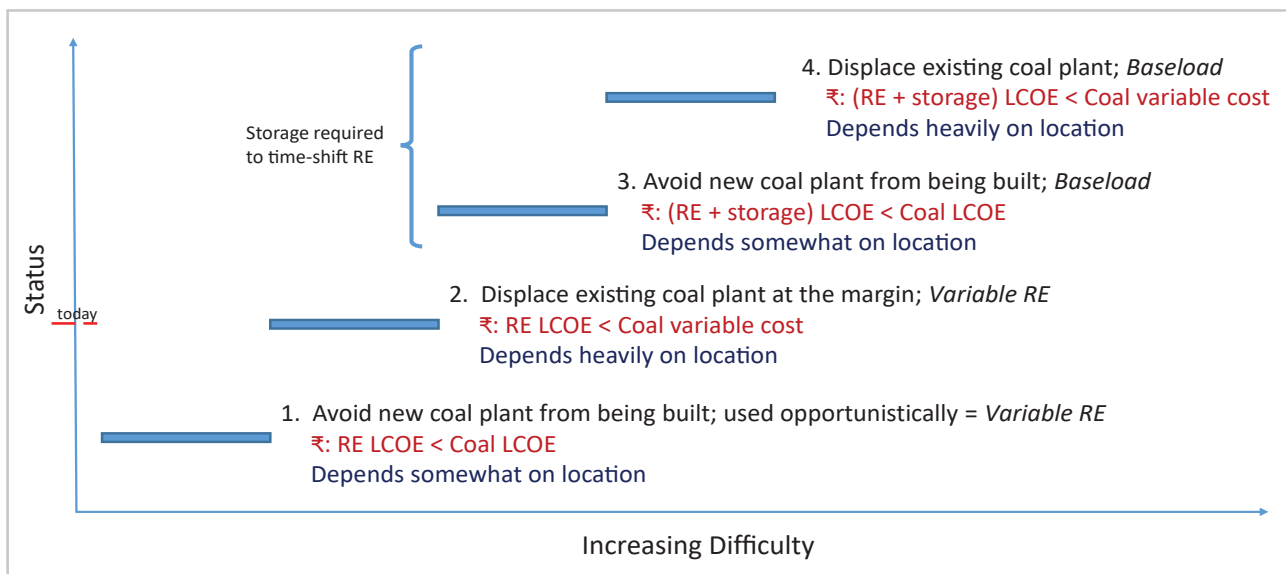 4. Displace existing coal plant; Baseload
₹: (RE + storage) LCOE < Coal variable cost
Depends heavily on location
Storage required
to time-shift RE
3. Avoid new coal plant from being built; Baseload
₹: (RE + storage) LCOE < Coal LCOE
Depends somewhat on location
Status
today
2. Displace existing coal plant at the margin; Variable RE
₹: RE LCOE < Coal variable cost
Depends heavily on location
1. Avoid new coal plant from being built; used opportunistically = Variable RE
₹: RE LCOE < Coal LCOE
Depends somewhat on location
Increasing Difficulty